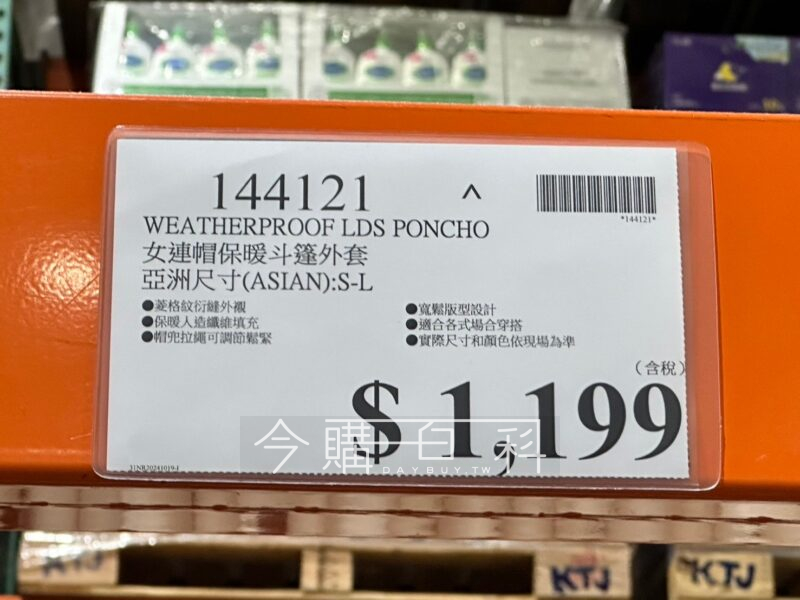 144121
^
*144121*
WEATHERPROOF LDS PONCHO
女連帽保暖斗篷外套
亞洲尺寸(ASIAN):S-L
●菱格紋衍縫外襯
●保暖人造纖維填充
●帽兜拉繩可調節鬆緊
●寬鬆版型設計
●適合各式場合穿搭
●實際尺寸和顏色依現場為準
(含稅)
$ 1,199
今購百科
DAYBUY.TW
KTJ
KTJ